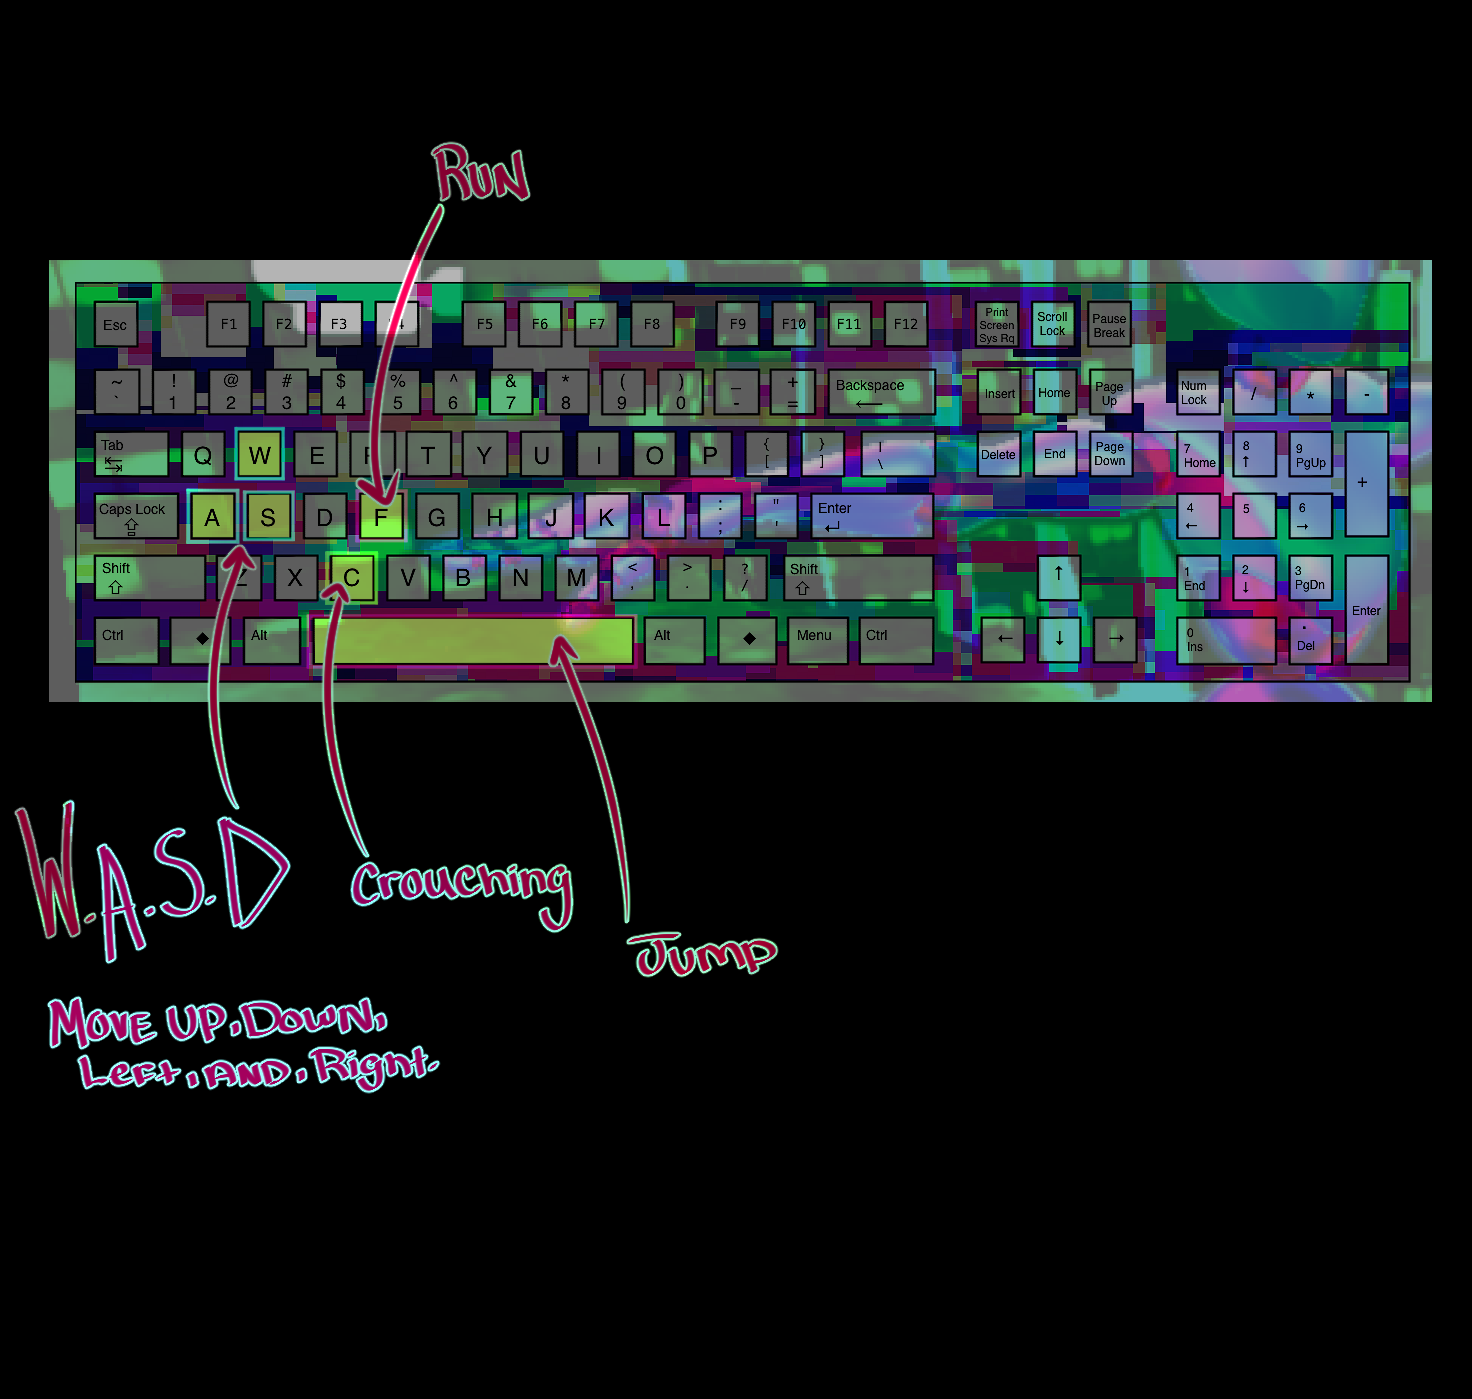 RUN
Esc F1 F2 F3 F5 F6 F7 F8 F9 F10 F11 F12 Print Screen Sys Rq Scroll Lock Pause Break
~ ` ! 1 @ 2 # 3 $ 4 % 5 ^ 6 & 7 * 8 ( 9 ) 0 _ - + = Backspace ← Insert Home Page Up Num Lock / * -
Tab Q W E T Y U I O P { [ } ] | \ Delete End Page Down 7 Home 8 ↑ 9 PgUp +
Caps Lock A S D F G H J K L : ; " ' Enter 4 ← 5 6 →
Shift Z X C V B N M < , > . ? / Shift ↑ 1 End 2 ↓ 3 PgDn Enter
Ctrl ◆ Alt Alt ◆ Menu Ctrl ← ↓ → 0 Ins . Del
W.A.S.D
Crouching
Jump
Move Up, Down,
Left, AND, Right.